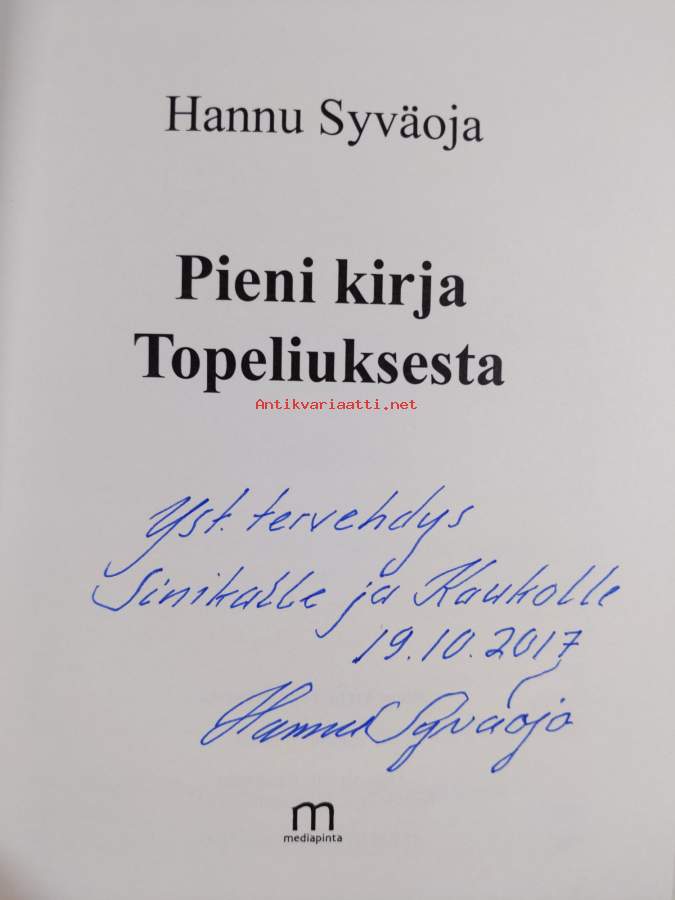 Hannu Syväoja
Pieni kirja
Topeliuksesta
Antikvariaatti.net
Yst. tervehdys
Sinikalle ja Kaukolle
19.10.2017
Hannu Syväoja
m
mediapinta